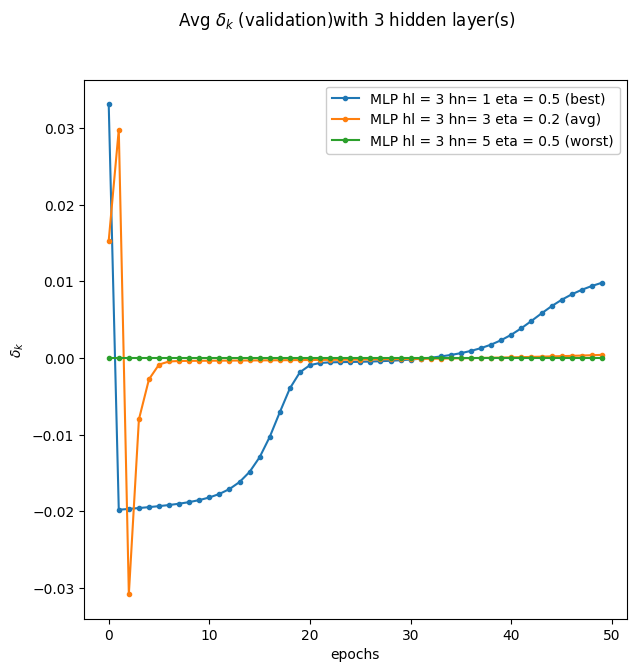 Avg δₖ (validation)with 3 hidden layer(s)
MLP hl = 3 hn= 1 eta = 0.5 (best)
MLP hl = 3 hn= 3 eta = 0.2 (avg)
MLP hl = 3 hn= 5 eta = 0.5 (worst)
0.03
0.02
0.01
0.00
−0.01
−0.02
−0.03
δₖ
0 10 20 30 40 50
epochs